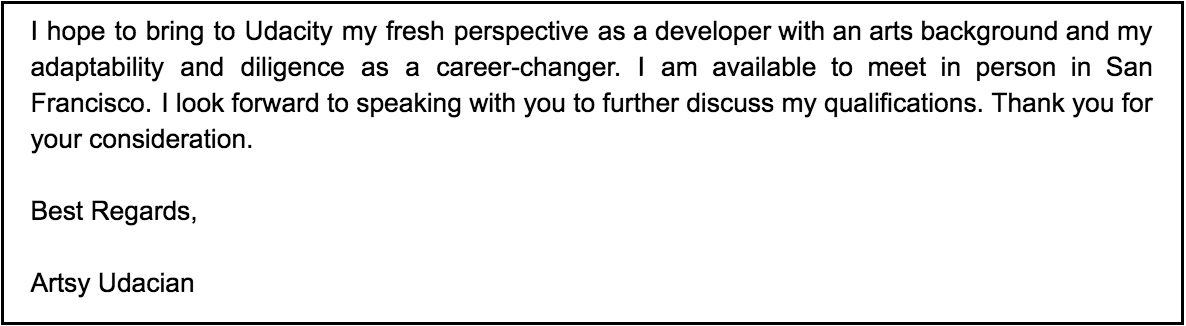 I hope to bring to Udacity my fresh perspective as a developer with an arts background and my
adaptability and diligence as a career-changer. I am available to meet in person in San
Francisco. I look forward to speaking with you to further discuss my qualifications. Thank you for
your consideration.
Best Regards,
Artsy Udacian